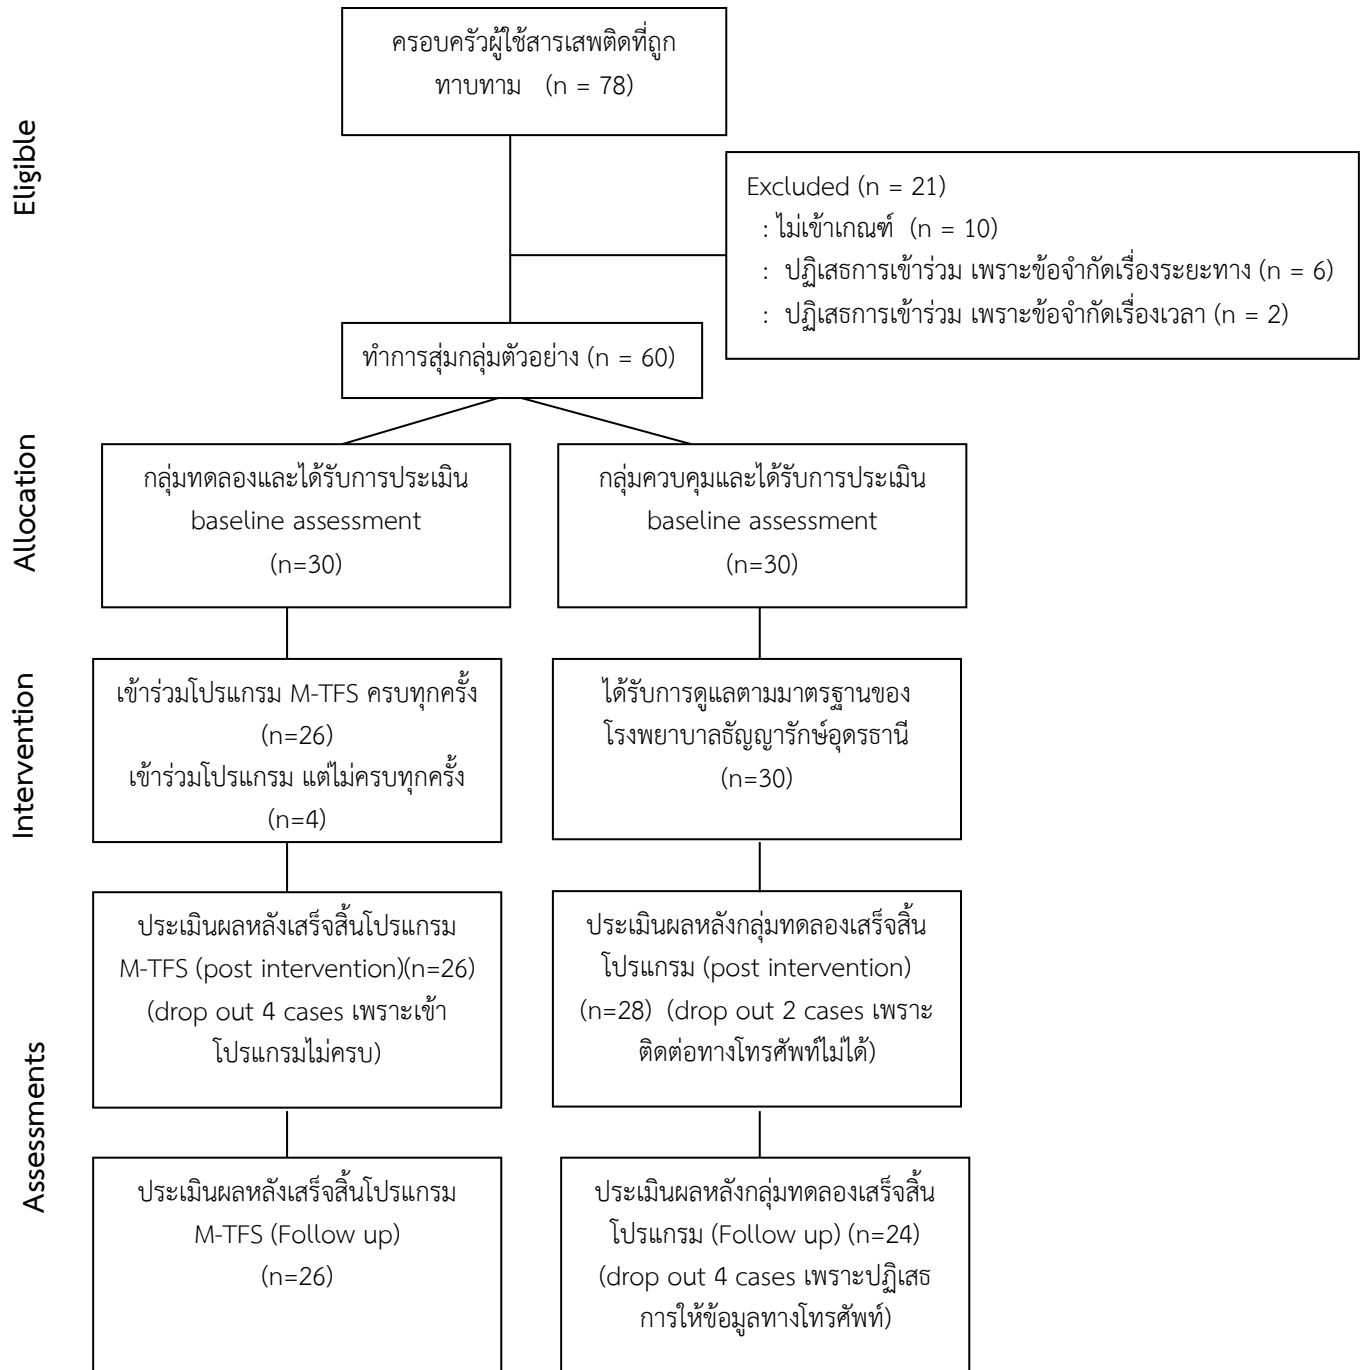 ครอบครัวผู้ใช้สารเสพติดที่ถูก
ทาบทาม (n = 78)
Eligible
Excluded (n = 21)
: ไม่เข้าเกณฑ์ (n = 10)
: ปฏิเสธการเข้าร่วม เพราะข้อจำกัดเรื่องระยะทาง (n = 6)
: ปฏิเสธการเข้าร่วม เพราะข้อจำกัดเรื่องเวลา (n = 2)
ทำการสุ่มกลุ่มตัวอย่าง (n = 60)
Allocation
กลุ่มทดลองและได้รับการประเมิน
baseline assessment
(n=30)
กลุ่มควบคุมและได้รับการประเมิน
baseline assessment
(n=30)
Intervention
เข้าร่วมโปรแกรม M-TFS ครบทุกครั้ง
(n=26)
เข้าร่วมโปรแกรม แต่ไม่ครบทุกครั้ง
(n=4)
ได้รับการดูแลตามมาตรฐานของ
โรงพยาบาลธัญญารักษ์อุดรธานี
(n=30)
Assessments
ประเมินผลหลังเสร็จสิ้นโปรแกรม
M-TFS (post intervention)(n=26)
(drop out 4 cases เพราะเข้า
โปรแกรมไม่ครบ)
ประเมินผลหลังกลุ่มทดลองเสร็จสิ้น
โปรแกรม (post intervention)
(n=28) (drop out 2 cases เพราะ
ติดต่อทางโทรศัพท์ไม่ได้)
ประเมินผลหลังเสร็จสิ้นโปรแกรม
M-TFS (Follow up)
(n=26)
ประเมินผลหลังกลุ่มทดลองเสร็จสิ้น
โปรแกรม (Follow up) (n=24)
(drop out 4 cases เพราะปฏิเสธ
การให้ข้อมูลทางโทรศัพท์)